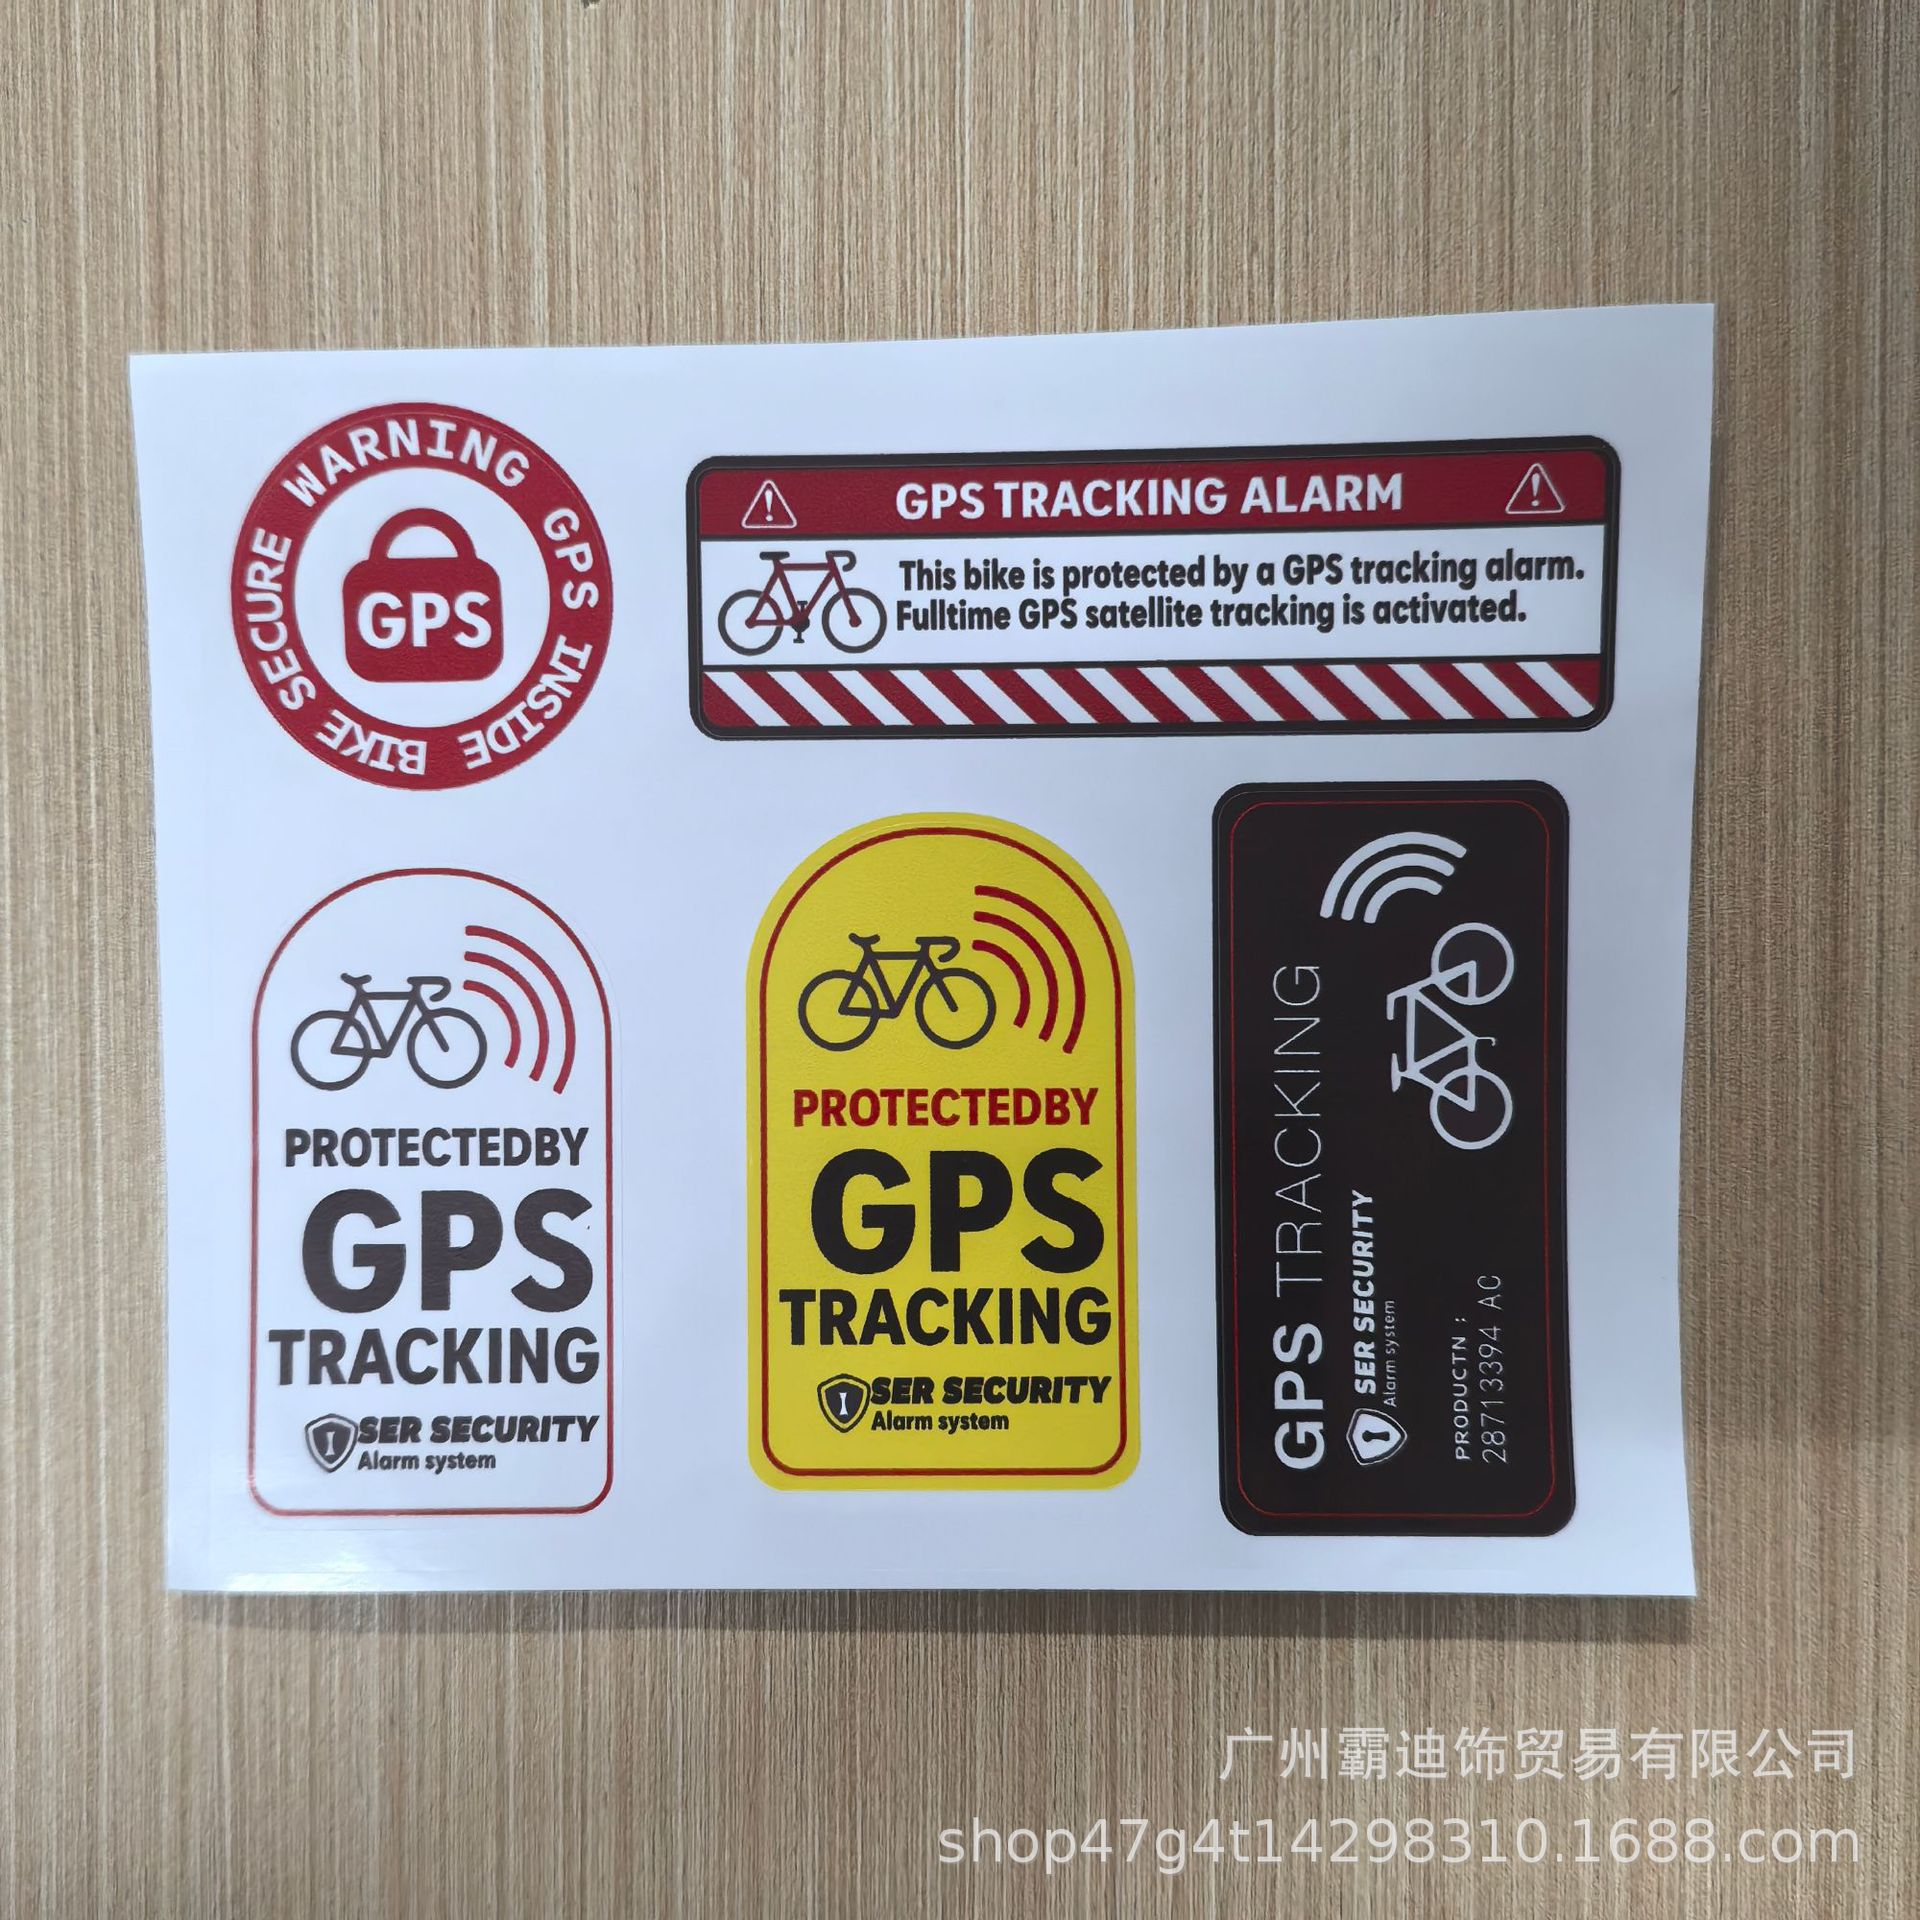 WARNING GPS INSIDE BIKE SECURE
GPS
GPS TRACKING ALARM
This bike is protected by a GPS tracking alarm.
Fulltime GPS satellite tracking is activated.
PROTECTEDBY
GPS
TRACKING
SER SECURITY
Alarm system
PROTECTEDBY
GPS
TRACKING
SER SECURITY
Alarm system
GPS TRACKING
SER SECURITY
Alarm system
PRODUCTN :
28713394 AC
广州霸迪饰贸易有限公司
shop47g4t14298310.1688.com